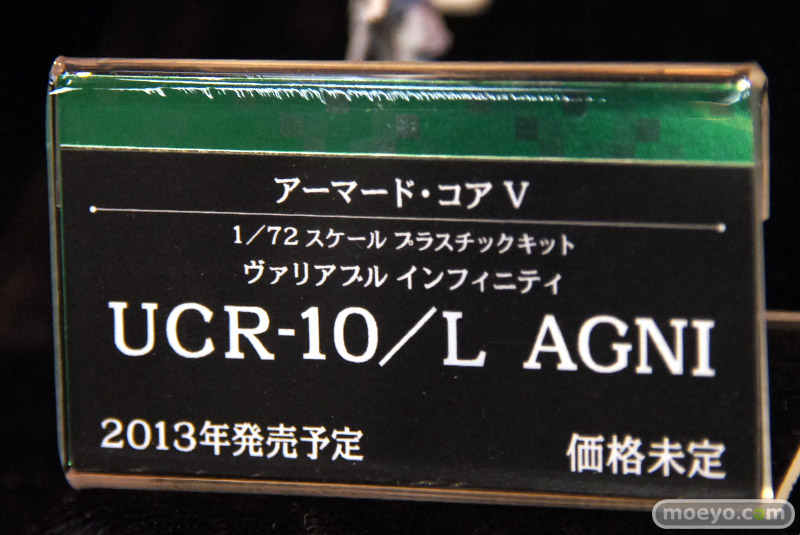 アーマード・コア V
1/72 スケール プラスチックキット
ヴァリアブル インフィニティ
UCR-10/L AGNI
2013年発売予定
価格未定
moeyo.com